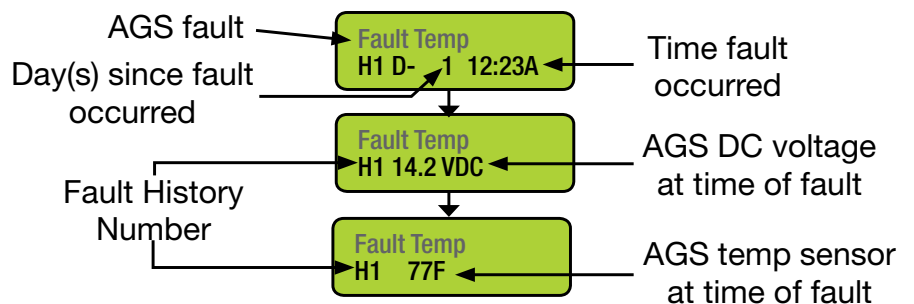 AGS fault
Day(s) since fault
occurred
Fault Temp
H1 D- 1 12:23A
Time fault
occurred
Fault Temp
H1 14.2 VDC
AGS DC voltage
at time of fault
Fault History
Number
Fault Temp
H1 77F
AGS temp sensor
at time of fault